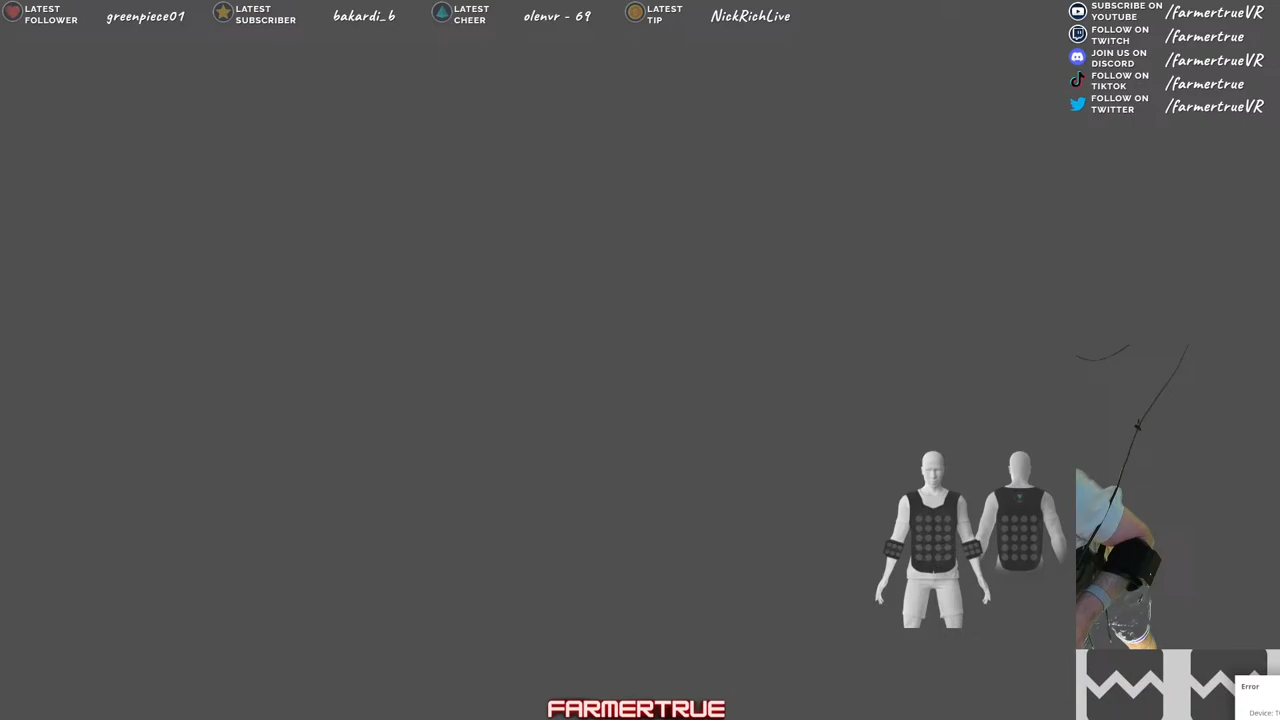 LATEST
FOLLOWER
greenpiece01
LATEST
SUBSCRIBER
bakardi_b
LATEST
CHEER
olenvr - 69
LATEST
TIP
NickRichLive
SUBSCRIBE ON
YOUTUBE
/farmertrueVR
FOLLOW ON
TWITCH
/farmertrue
JOIN US ON
DISCORD
/farmertrueVR
FOLLOW ON
TIKTOK
/farmertrue
FOLLOW ON
TWITTER
/farmertrueVR
Error
Device:
FARMERTRUE